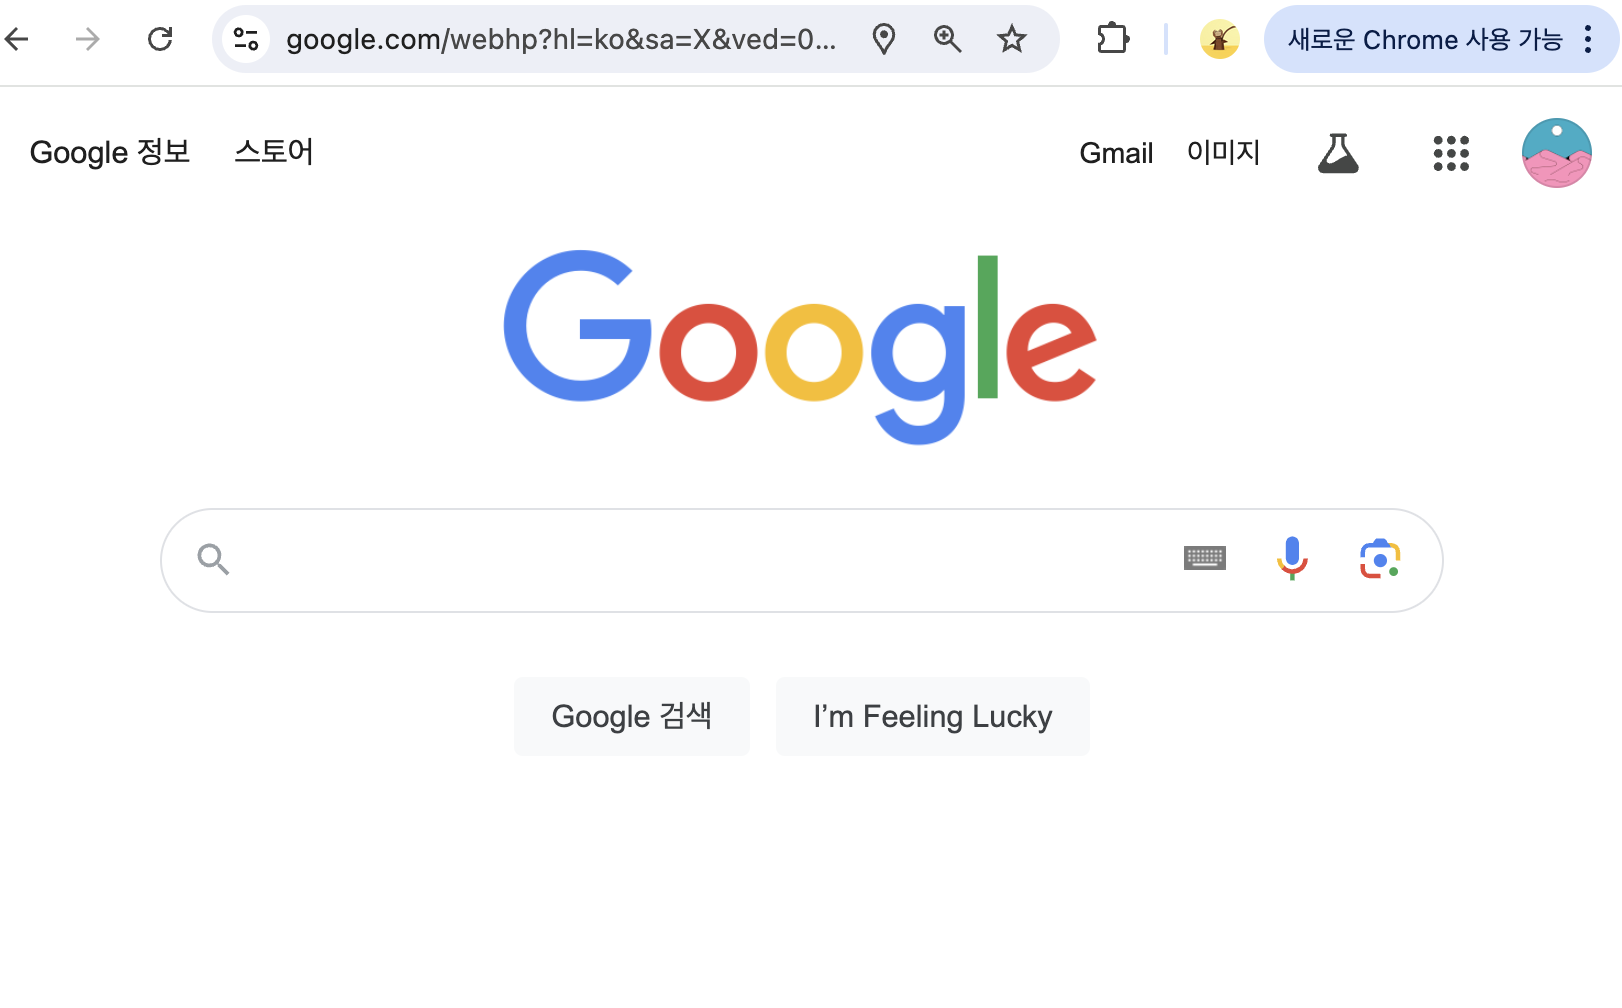 google.com/webhp?hl=ko&sa=X&ved=0...
새로운 Chrome 사용 가능
Google 정보
스토어
Gmail
이미지
Google
Google 검색
I’m Feeling Lucky